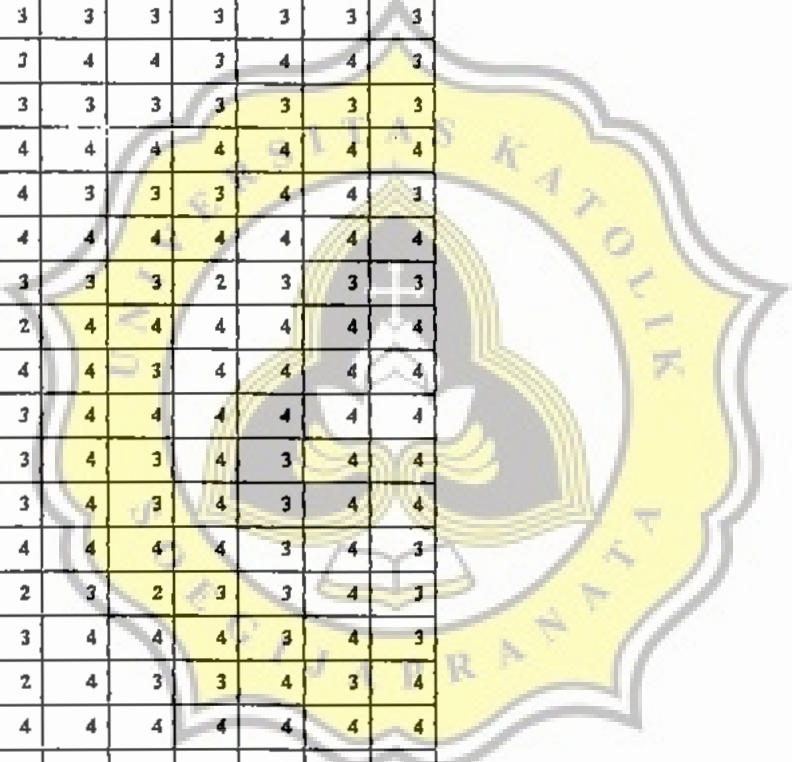 3 3 3 3 3 3 3
3 4 4 3 4 4 3
3 3 3 3 3 3 3
4 4 4 4 4 4 4
4 3 3 3 4 4 3
4 4 4 4 4 4 4
3 3 3 2 3 3 3
2 4 4 4 4 4 4
4 4 3 4 4 4 4
3 4 4 4 4 4 4
3 4 3 4 3 4 4
3 4 3 4 3 4 4
4 4 4 4 3 4 3
2 3 2 3 3 4 3
3 4 4 4 3 4 3
2 4 3 3 4 3 4
4 4 4 4 4 4 4
UNIVERSITAS KATOLIK
SOEGIJAPRANATA